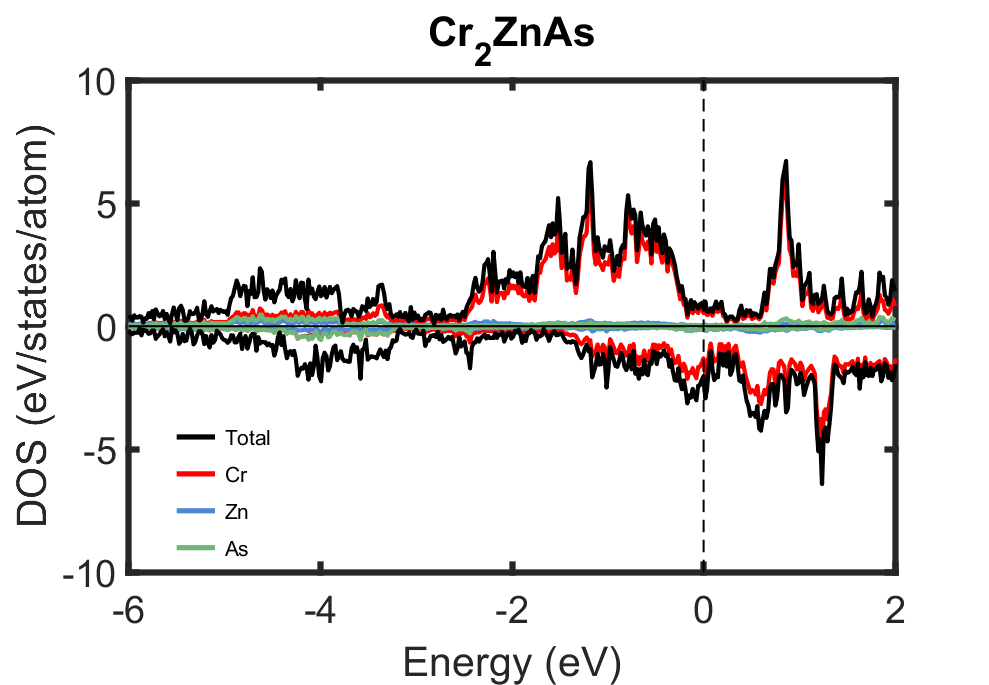 Cr2ZnAs
10
5
0
-5
-10
DOS (eV/states/atom)
Total
Cr
Zn
As
-6 -4 -2 0 2
Energy (eV)